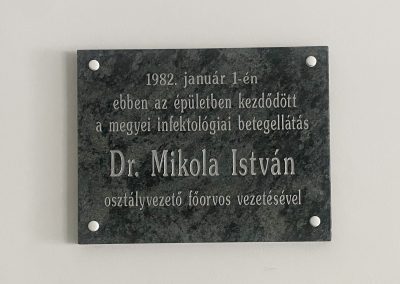 1982. január 1-én
ebben az épületben kezdődött
a megyei infektológiai betegellátás
Dr. Mikola István
osztályvezető főorvos vezetésével